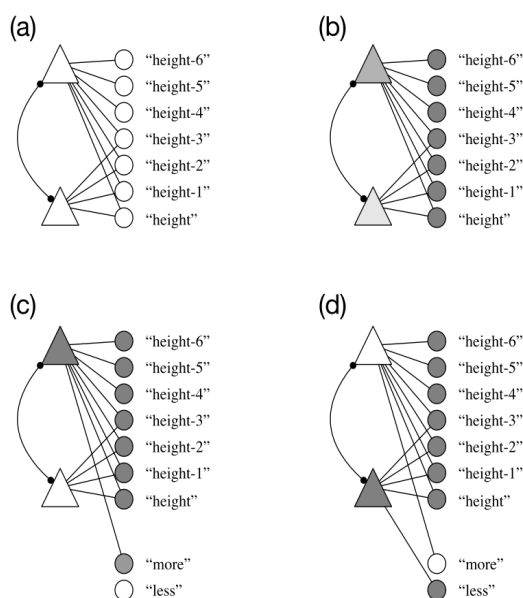 (a)
“height-6”
“height-5”
“height-4”
“height-3”
“height-2”
“height-1”
“height”
(b)
“height-6”
“height-5”
“height-4”
“height-3”
“height-2”
“height-1”
“height”
(c)
“height-6”
“height-5”
“height-4”
“height-3”
“height-2”
“height-1”
“height”
“more”
“less”
(d)
“height-6”
“height-5”
“height-4”
“height-3”
“height-2”
“height-1”
“height”
“more”
“less”